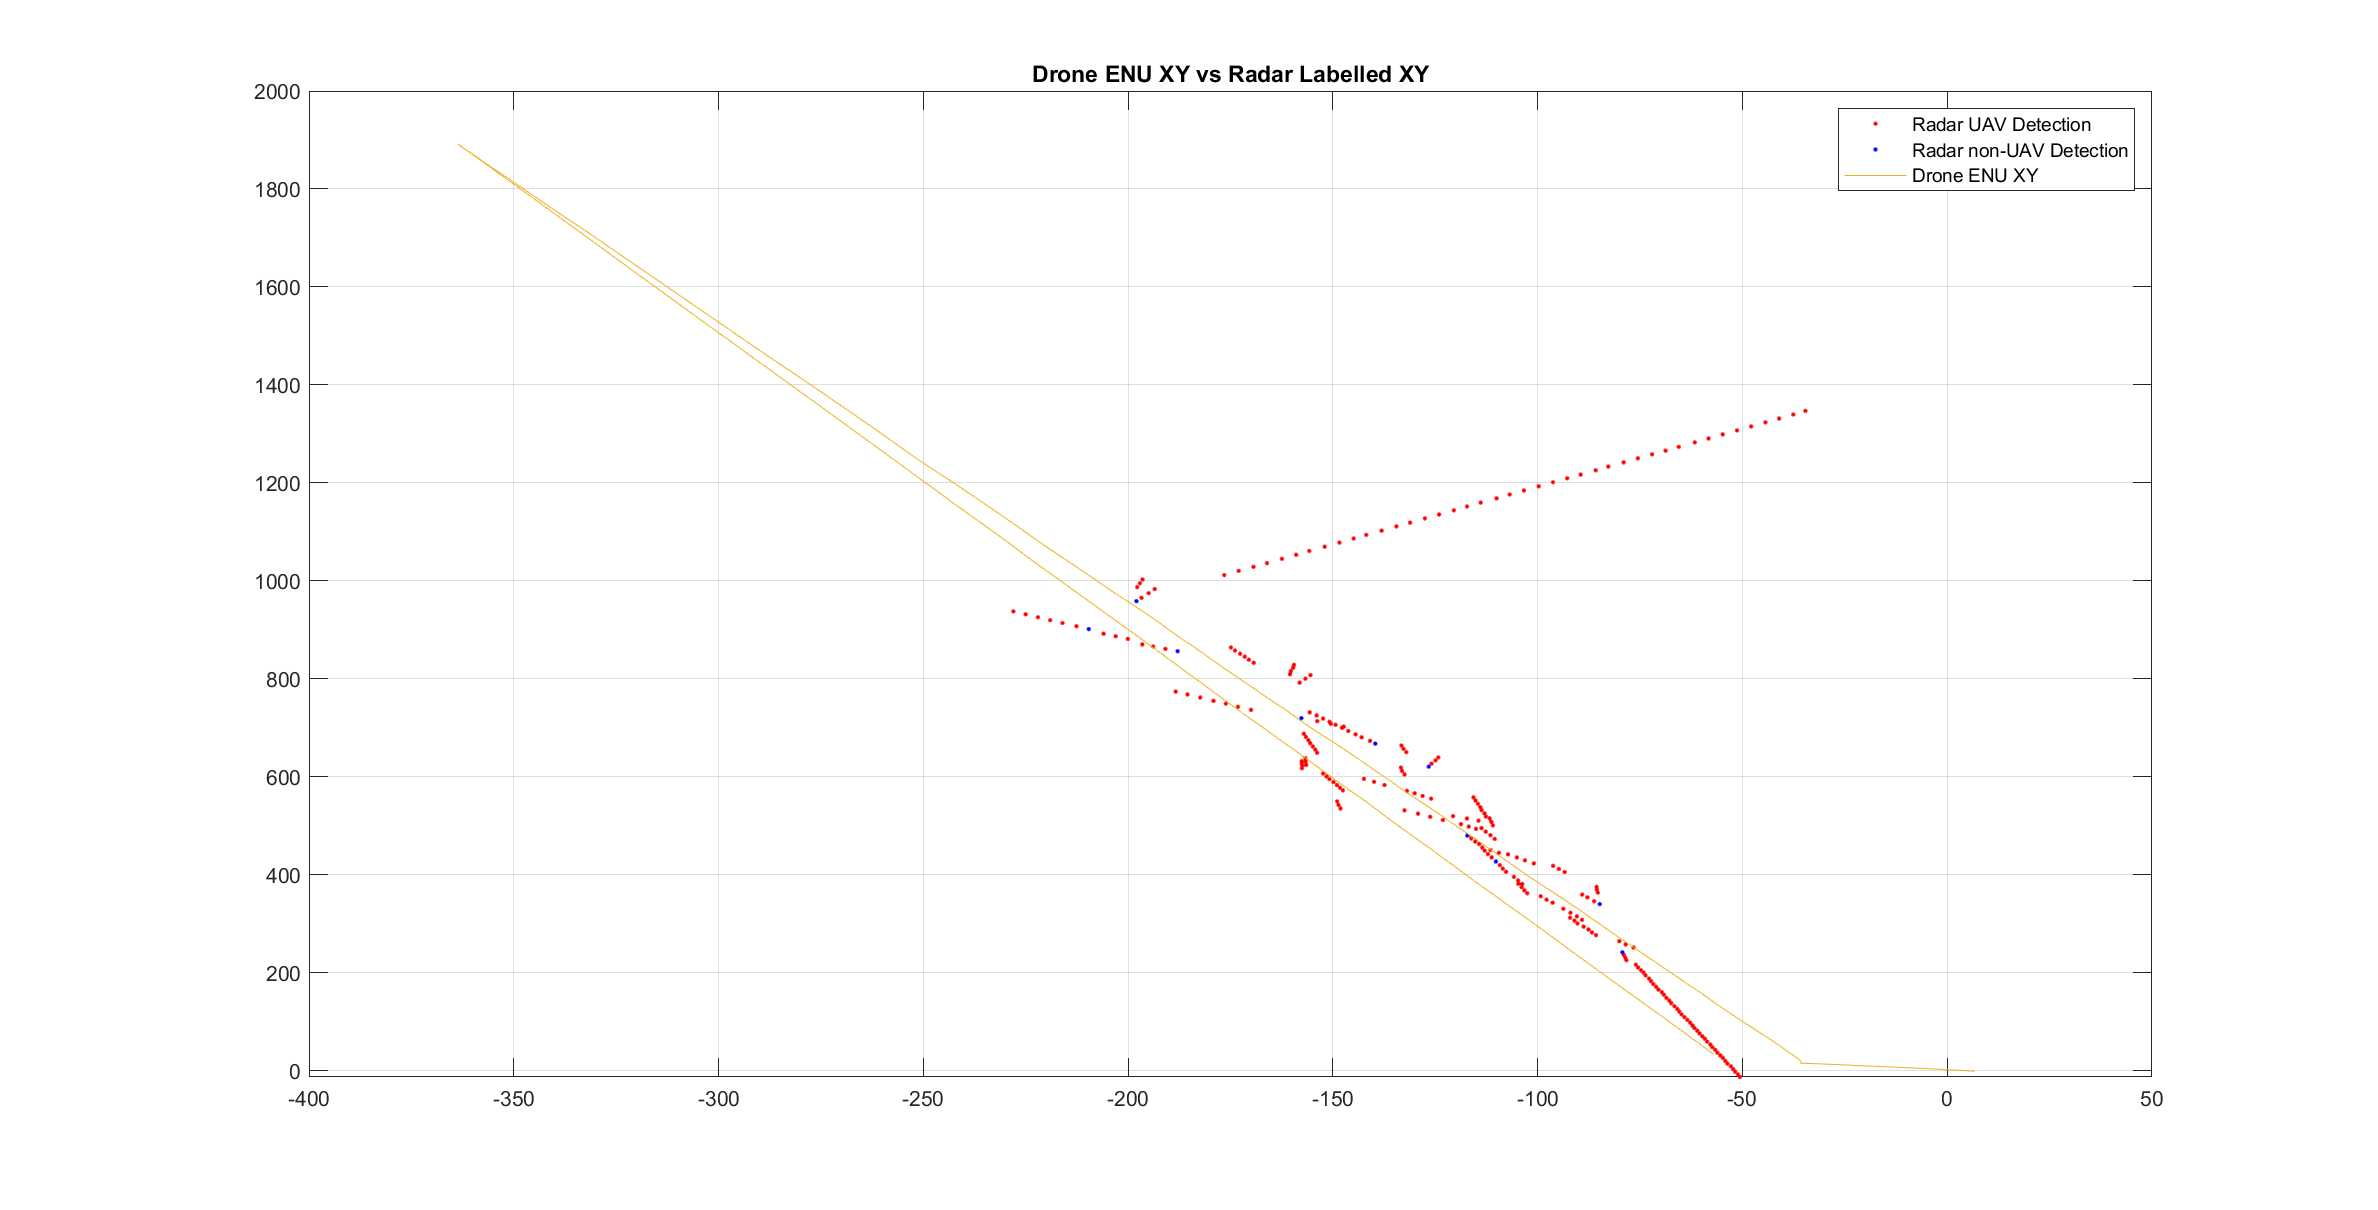 Drone ENU XY vs Radar Labelled XY
2000
1800
1600
1400
1200
1000
800
600
400
200
0
Radar UAV Detection
Radar non-UAV Detection
Drone ENU XY
-400 -350 -300 -250 -200 -150 -100 -50 0 50